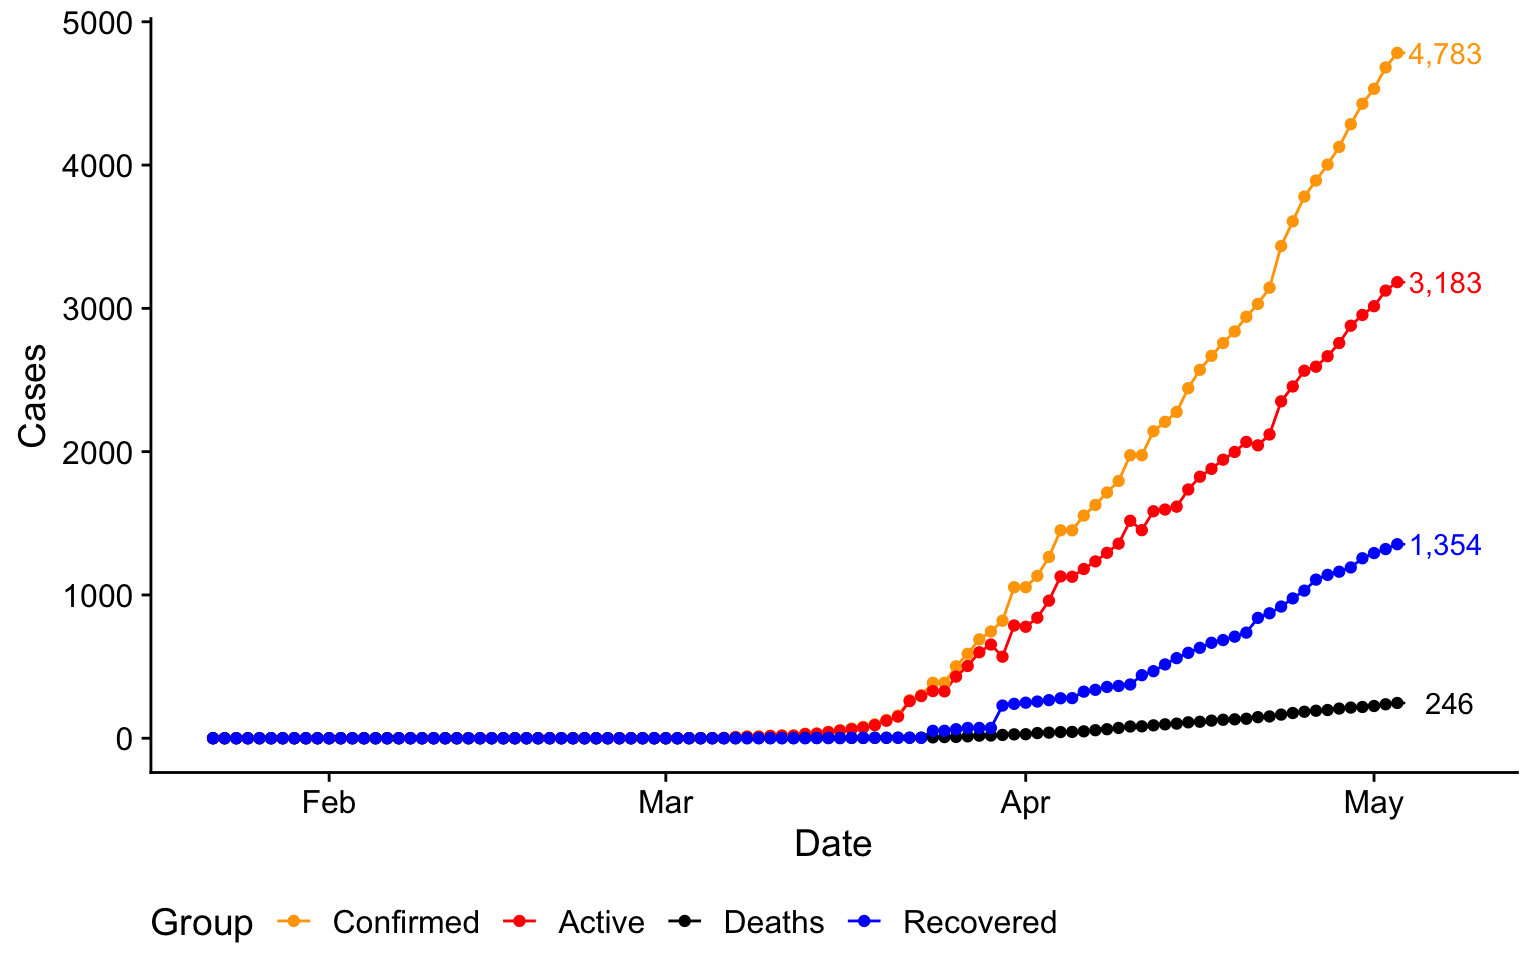 5000
4,783
4000
3000
3,183
Cases
2000
1000
1,354
246
0
Feb Mar Apr May
Date
Group Confirmed Active Deaths Recovered